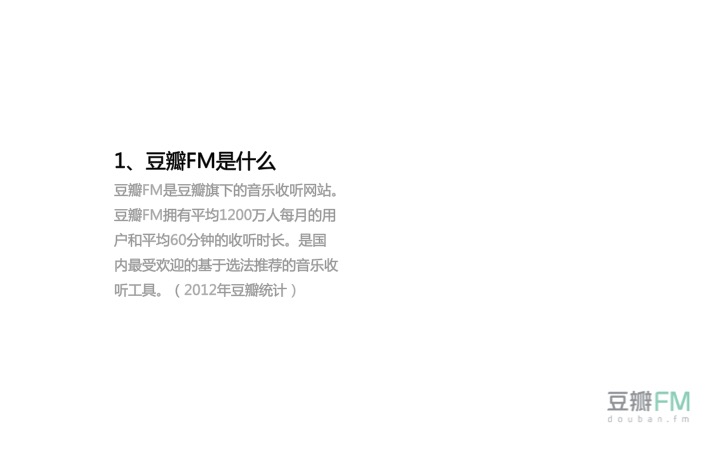 1、豆瓣FM是什么
豆瓣FM是豆瓣旗下的音乐收听网站。
豆瓣FM拥有平均1200万人每月的用
户和平均60分钟的收听时长。是国
内最受欢迎的基于选法推荐的音乐收
听工具。（2012年豆瓣统计）
豆瓣FM
douban.fm